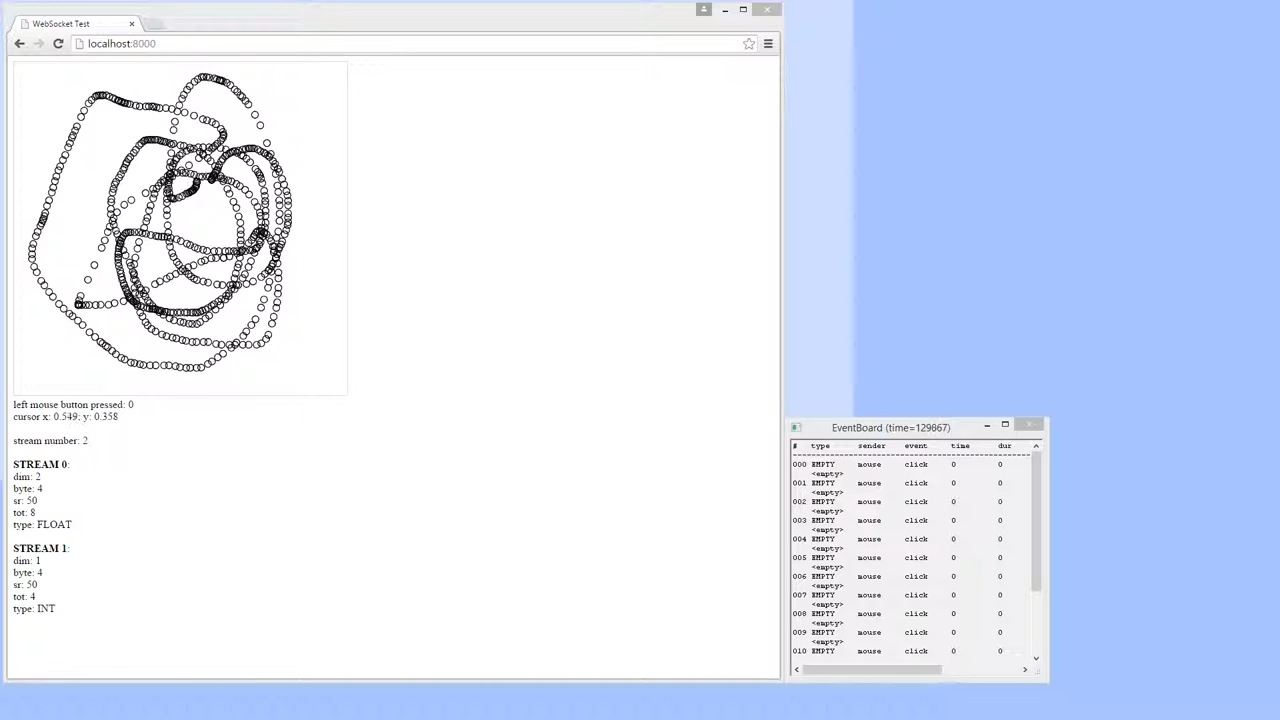 WebSocket Test
localhost:8000
left mouse button pressed: 0
cursor x: 0.549; y: 0.358
stream number: 2
STREAM 0:
dim: 2
byte: 4
sr: 50
tot: 8
type: FLOAT
STREAM 1:
dim: 1
byte: 4
sr: 50
tot: 4
type: INT
EventBoard (time=129867)
# type sender event time dur
000 EMPTY mouse click 0 0
<empty>
001 EMPTY mouse click 0 0
<empty>
002 EMPTY mouse click 0 0
<empty>
003 EMPTY mouse click 0 0
<empty>
004 EMPTY mouse click 0 0
<empty>
005 EMPTY mouse click 0 0
<empty>
006 EMPTY mouse click 0 0
<empty>
007 EMPTY mouse click 0 0
<empty>
008 EMPTY mouse click 0 0
<empty>
009 EMPTY mouse click 0 0
<empty>
010 EMPTY mouse click 0 0